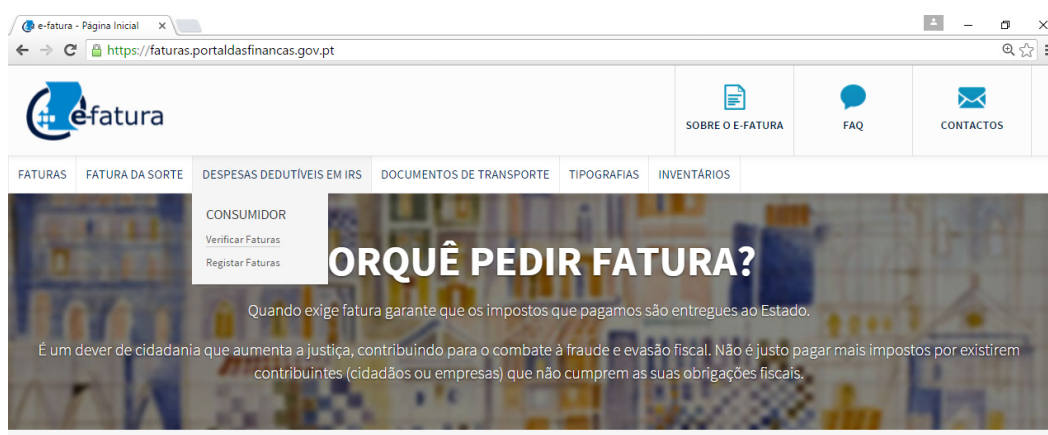 e-fatura - Página Inicial
https://faturas.portaldasfinancas.gov.pt
e-fatura
SOBRE O E-FATURA
FAQ
CONTACTOS
FATURAS FATURA DA SORTE DESPESAS DEDUTÍVEIS EM IRS DOCUMENTOS DE TRANSPORTE TIPOGRAFIAS INVENTÁRIOS
CONSUMIDOR
Verificar Faturas
Registar Faturas
ORQUÊ PEDIR FATURA?
Quando exige fatura garante que os impostos que pagamos são entregues ao Estado.
É um dever de cidadania que aumenta a justiça, contribuindo para o combate à fraude e evasão fiscal. Não é justo pagar mais impostos por existirem
contribuintes (cidadãos ou empresas) que não cumprem as suas obrigações fiscais.